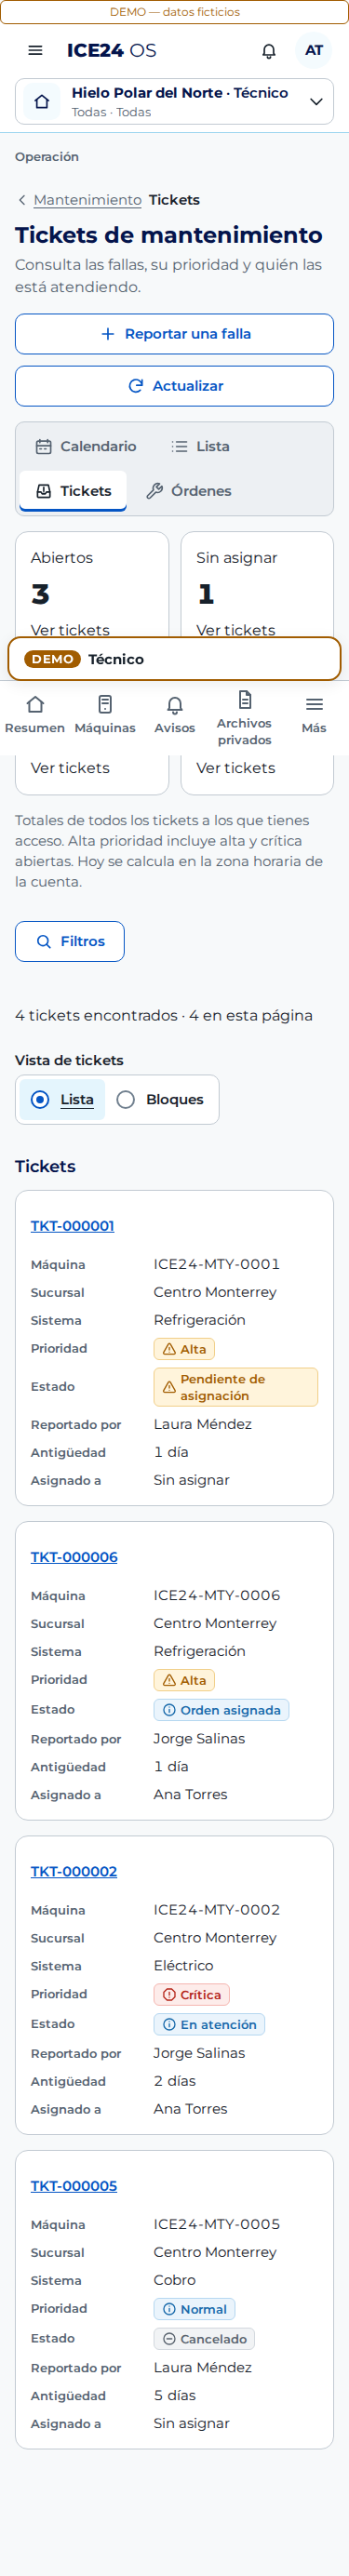 DEMO — datos ficticios
ICE24 OS
AT
Hielo Polar del Norte · Técnico
Todas · Todas
Operación
Mantenimiento Tickets
Tickets de mantenimiento
Consulta las fallas, su prioridad y quién las
está atendiendo.
Reportar una falla
Actualizar
Calendario Lista
Tickets Órdenes
Abiertos Sin asignar
3 1
Ver tickets Ver tickets
DEMO Técnico
Resumen Máquinas Avisos Archivos privados Más
Ver tickets Ver tickets
Totales de todos los tickets a los que tienes
acceso. Alta prioridad incluye alta y crítica
abiertas. Hoy se calcula en la zona horaria de
la cuenta.
Filtros
4 tickets encontrados · 4 en esta página
Vista de tickets
Lista Bloques
Tickets
TKT-000001
Máquina ICE24-MTY-0001
Sucursal Centro Monterrey
Sistema Refrigeración
Prioridad Alta
Estado Pendiente de
asignación
Reportado por Laura Méndez
Antigüedad 1 día
Asignado a Sin asignar
TKT-000006
Máquina ICE24-MTY-0006
Sucursal Centro Monterrey
Sistema Refrigeración
Prioridad Alta
Estado Orden asignada
Reportado por Jorge Salinas
Antigüedad 1 día
Asignado a Ana Torres
TKT-000002
Máquina ICE24-MTY-0002
Sucursal Centro Monterrey
Sistema Eléctrico
Prioridad Crítica
Estado En atención
Reportado por Jorge Salinas
Antigüedad 2 días
Asignado a Ana Torres
TKT-000005
Máquina ICE24-MTY-0005
Sucursal Centro Monterrey
Sistema Cobro
Prioridad Normal
Estado Cancelado
Reportado por Laura Méndez
Antigüedad 5 días
Asignado a Sin asignar